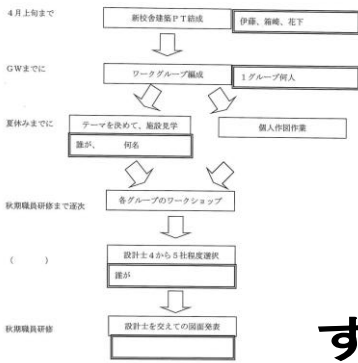 ４月上旬まで
新校舎建築ＰＴ結成
伊藤、箱崎、花下
GWまでに
ワークグループ編成
１グループ何人
夏休みまでに
テーマを決めて、施設見学
誰が、　　何名
個人作図作業
秋期職員研修まで逐次
各グループのワークショップ
（　　　）
設計士４から５社程度選択
誰が
秋期職員研修
設計士を交えての図面発表
す